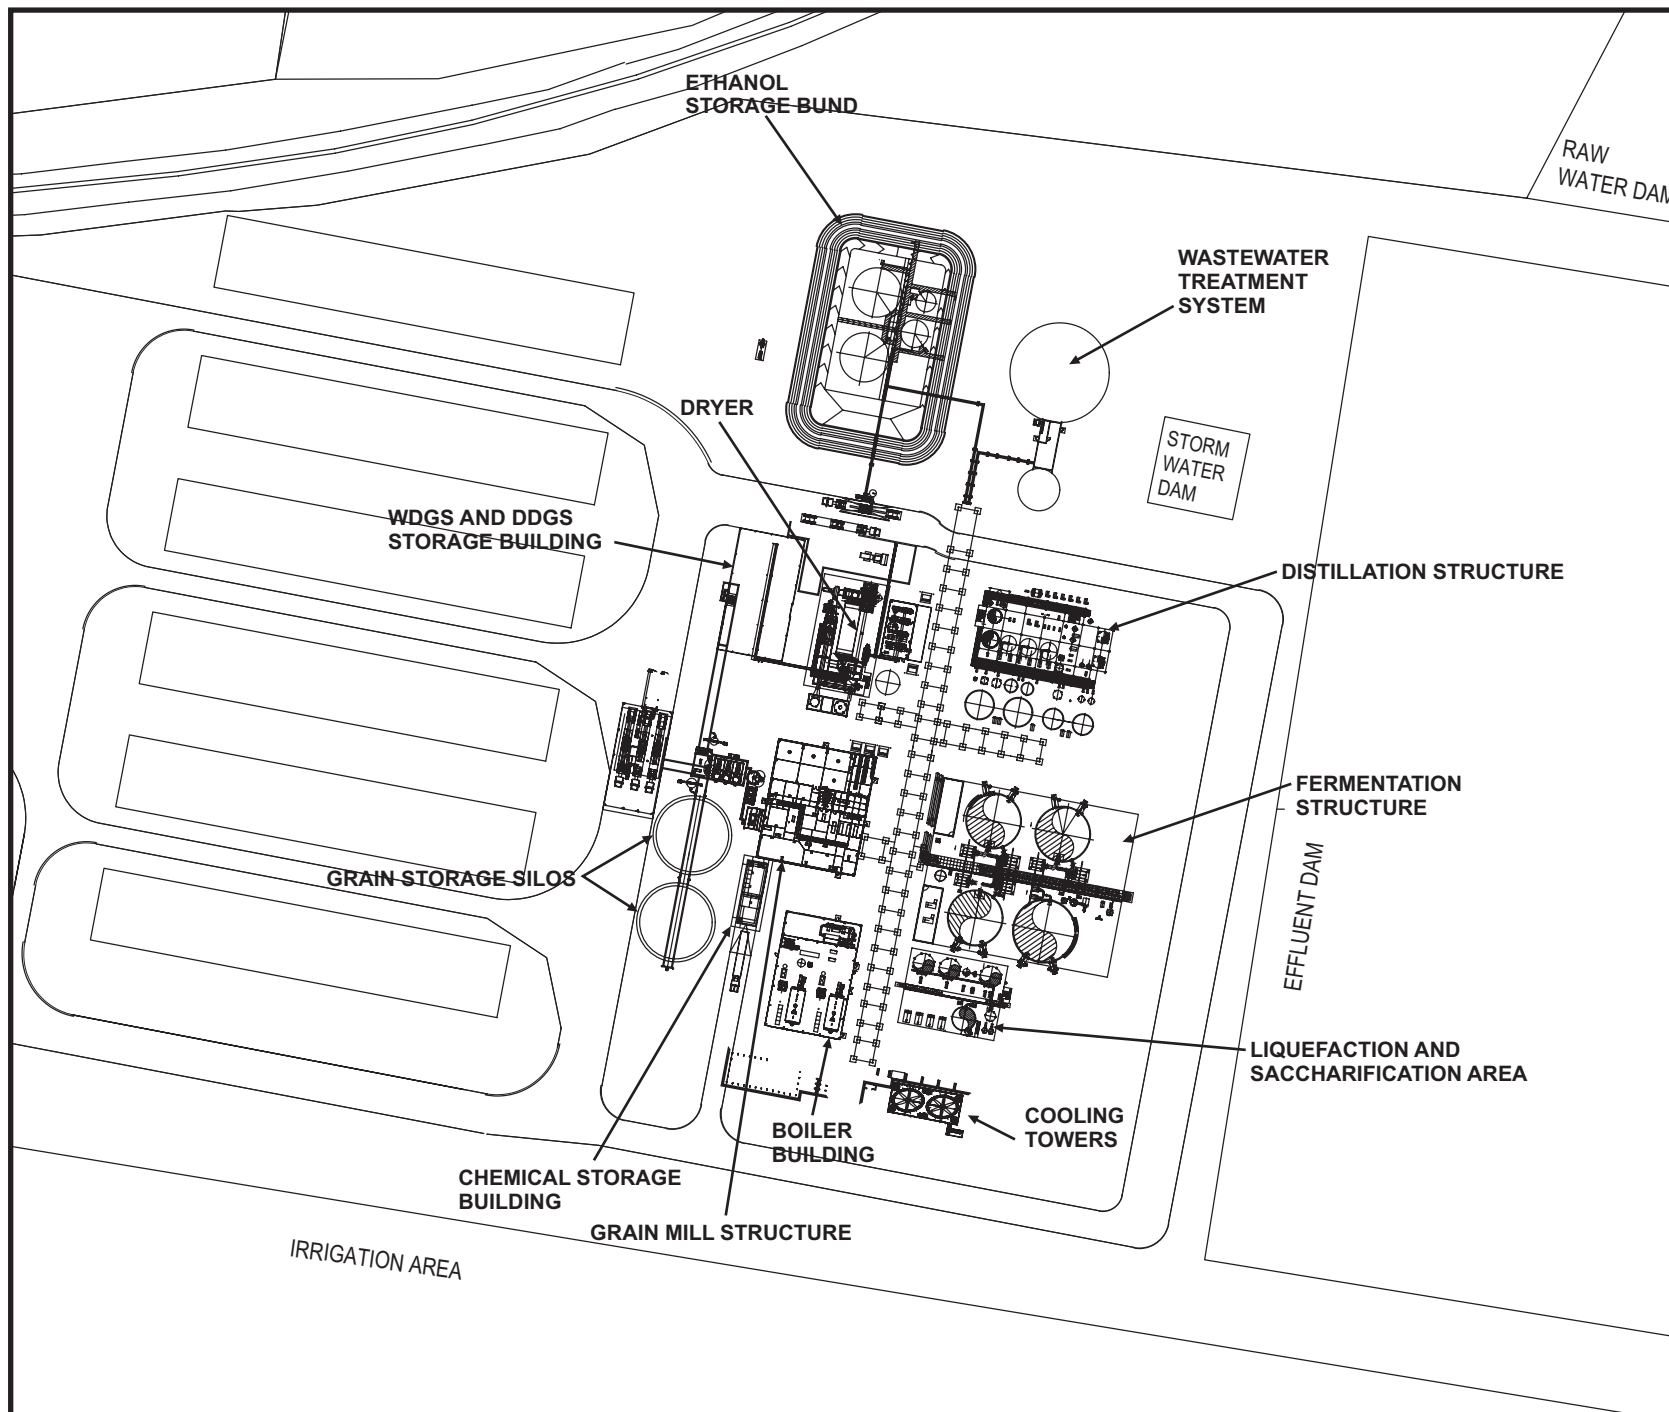 ETHANOL
STORAGE BUND
RAW
WATER DAM
WASTEWATER
TREATMENT
SYSTEM
DRYER
STORM
WATER
DAM
WDGS AND DDGS
STORAGE BUILDING
DISTILLATION STRUCTURE
FERMENTATION
STRUCTURE
GRAIN STORAGE SILOS
EFFLUENT DAM
LIQUEFACTION AND
SACCHARIFICATION AREA
COOLING
TOWERS
BOILER
BUILDING
CHEMICAL STORAGE
BUILDING
GRAIN MILL STRUCTURE
IRRIGATION AREA